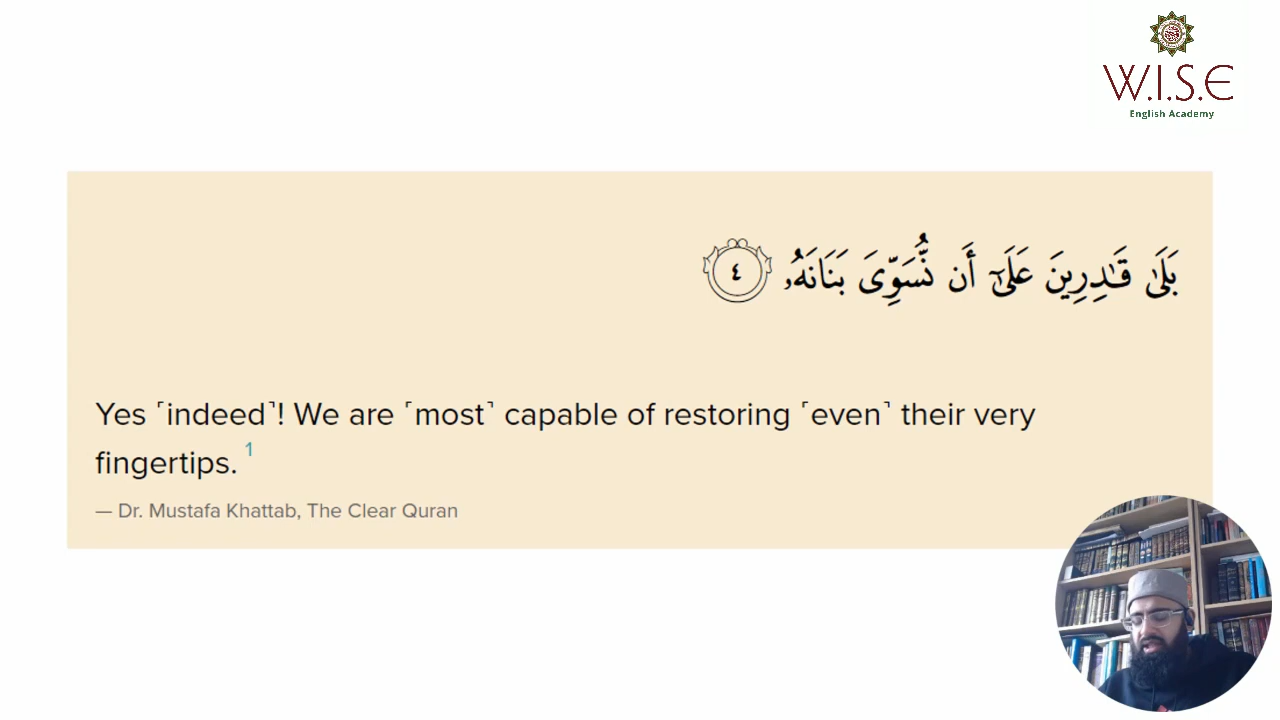 W.I.S.E
English Academy
بَلَىٰ قَـٰدِرِينَ عَلَىٰٓ أَن نُّسَوِّىَ بَنَانَهُۥ ٤
Yes ˹indeed˺! We are ˹most˺ capable of restoring ˹even˺ their very
fingertips. 1
— Dr. Mustafa Khattab, The Clear Quran